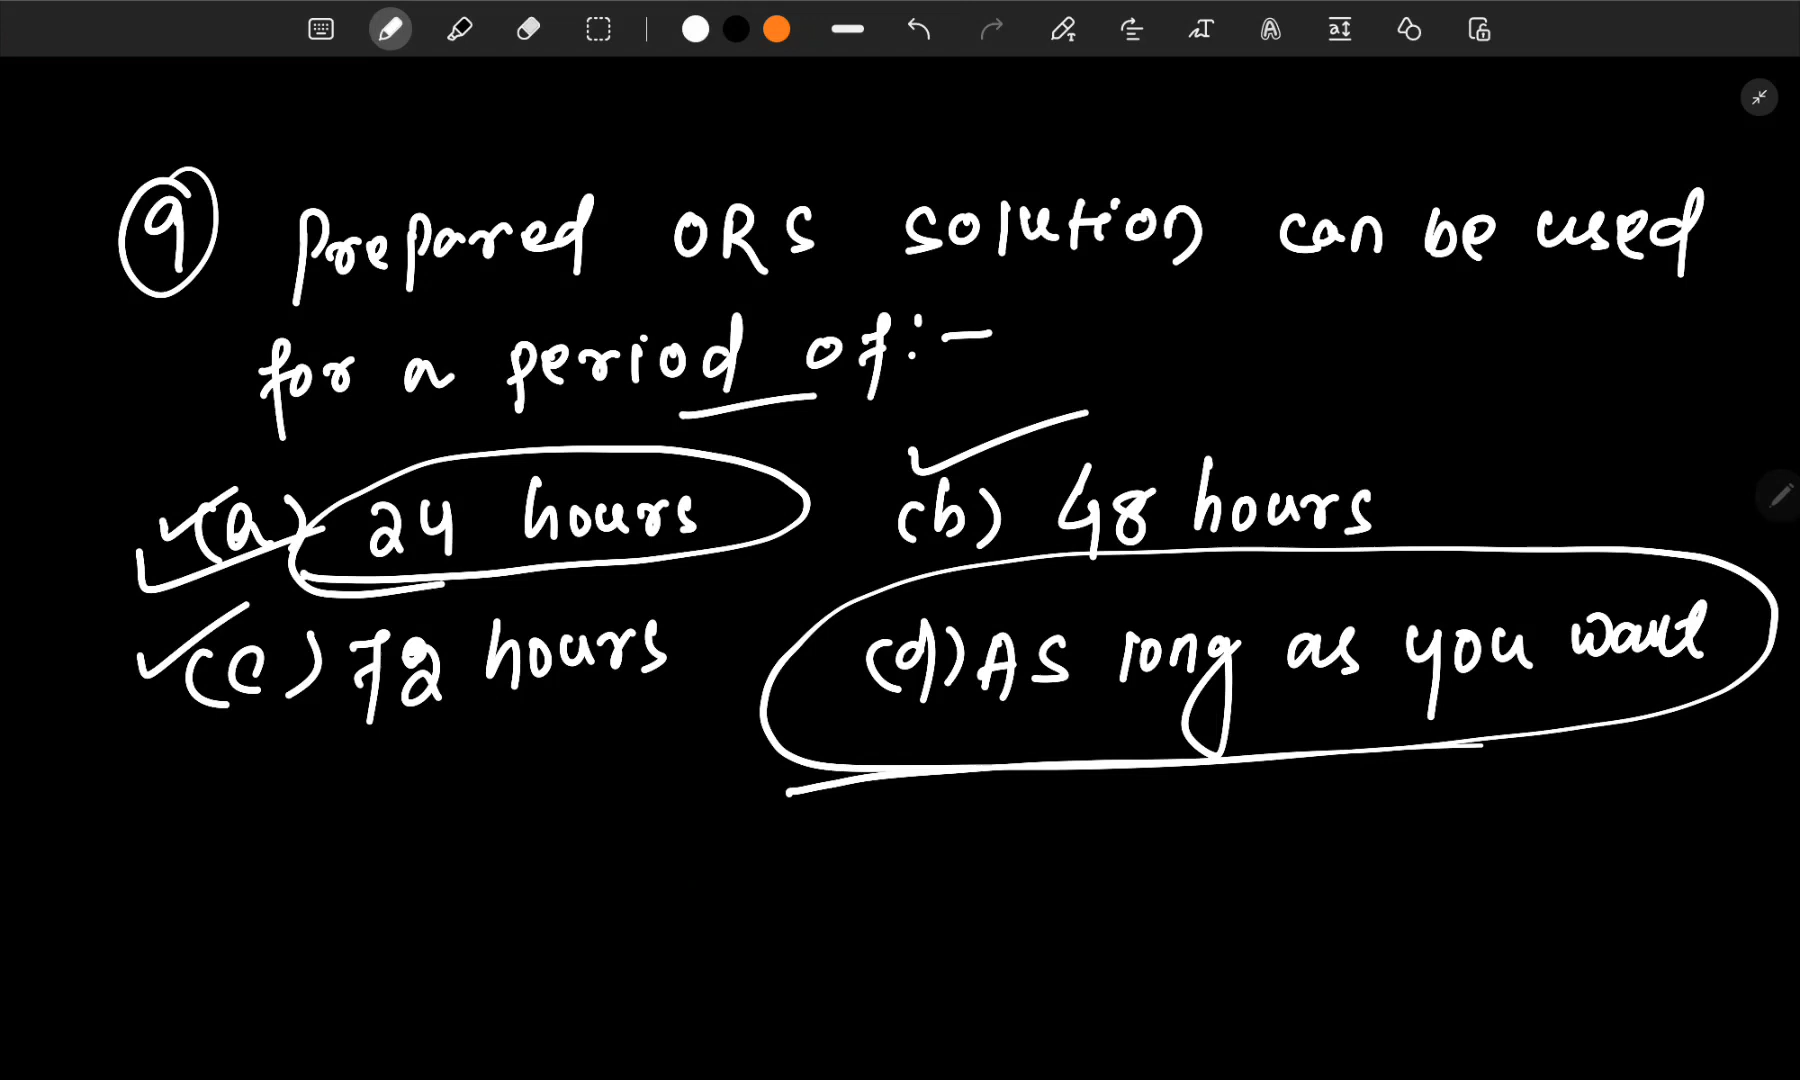 9 Prepared ORS solution can be used
for a period of:-
(a) 24 hours (b) 48 hours
(c) 72 hours (d) As long as you want